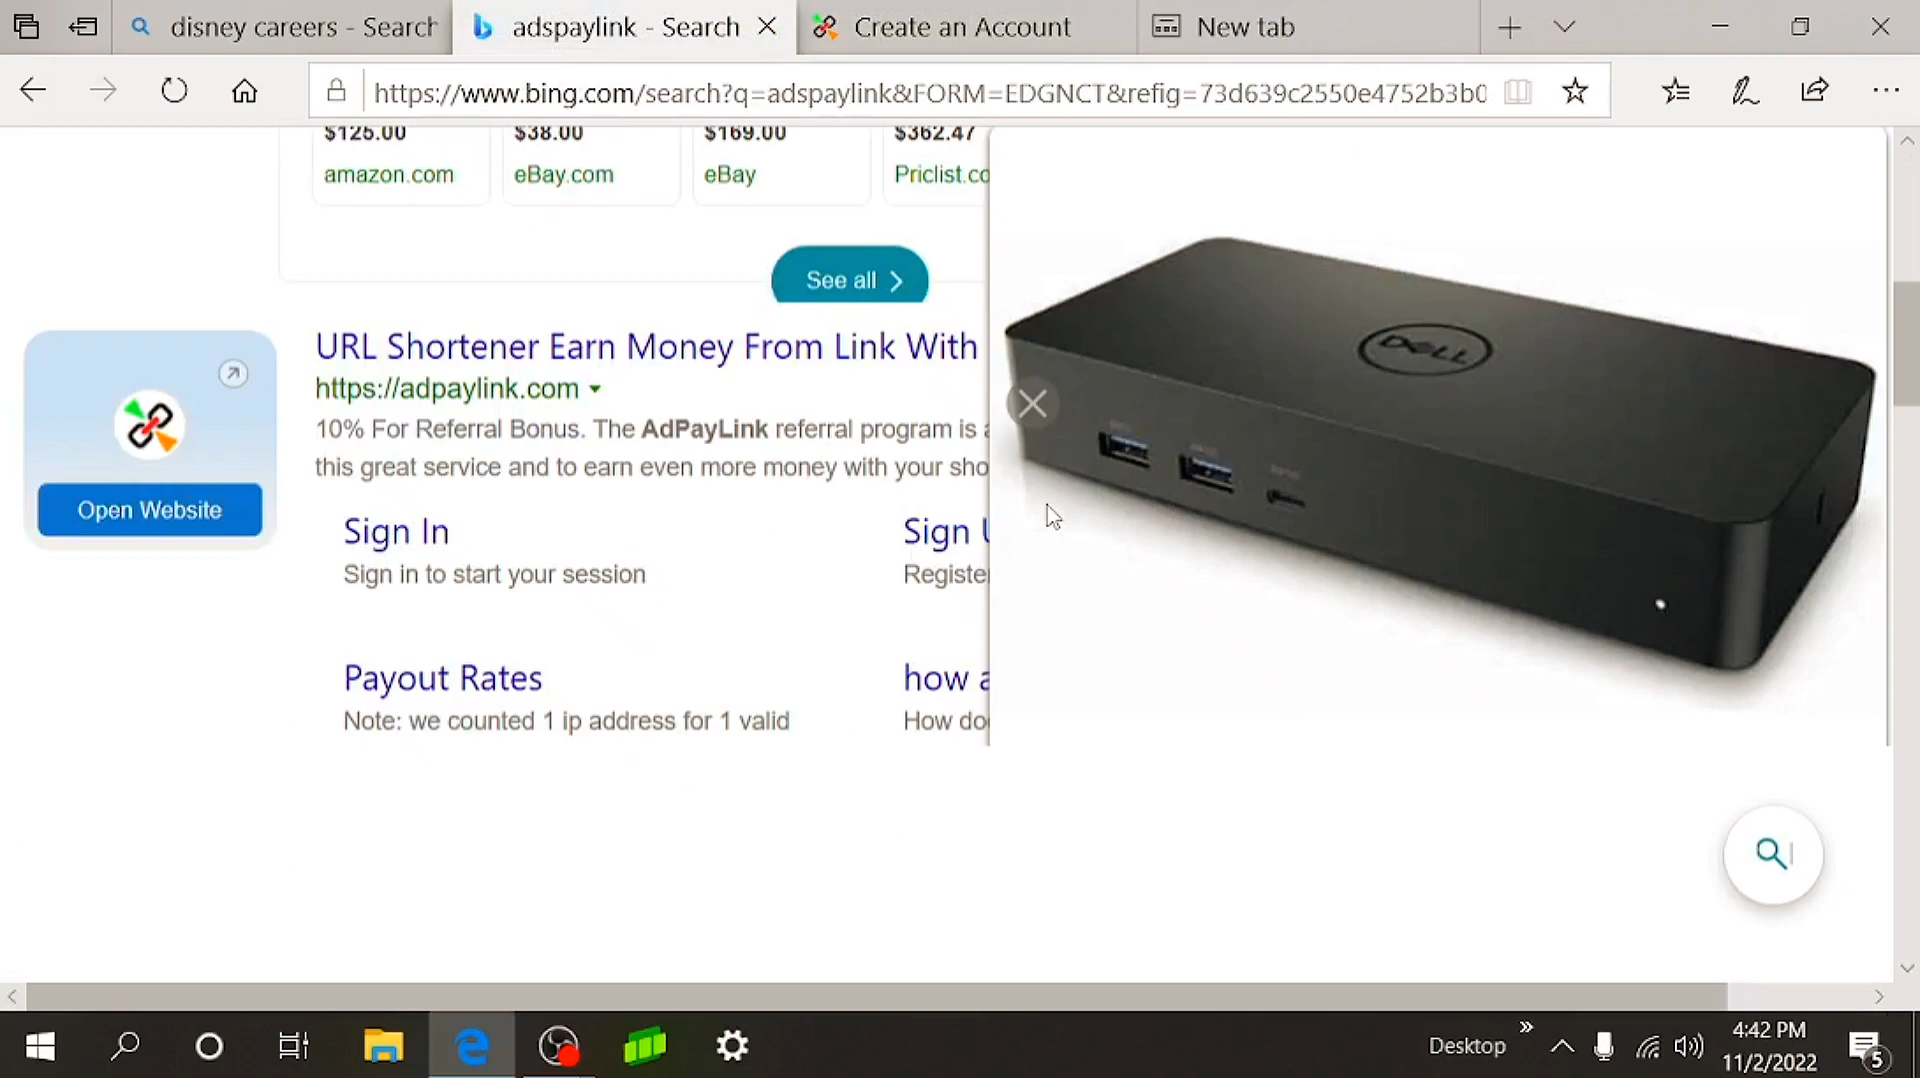 disney careers - Search
adspaylink - Search
Create an Account
New tab
https://www.bing.com/search?q=adspaylink&FORM=EDGNCT&refig=73d639c2550e4752b3b0
$125.00
$38.00
$169.00
$362.47
amazon.com
eBay.com
eBay
Priclist.co
See all
DELL
URL Shortener Earn Money From Link With
https://adpaylink.com
10% For Referral Bonus. The AdPayLink referral program is a
this great service and to earn even more money with your sho
Open Website
Sign In
Sign U
Sign in to start your session
Register
Payout Rates
how a
Note: we counted 1 ip address for 1 valid
How do
Desktop
4:42 PM
11/2/2022
5